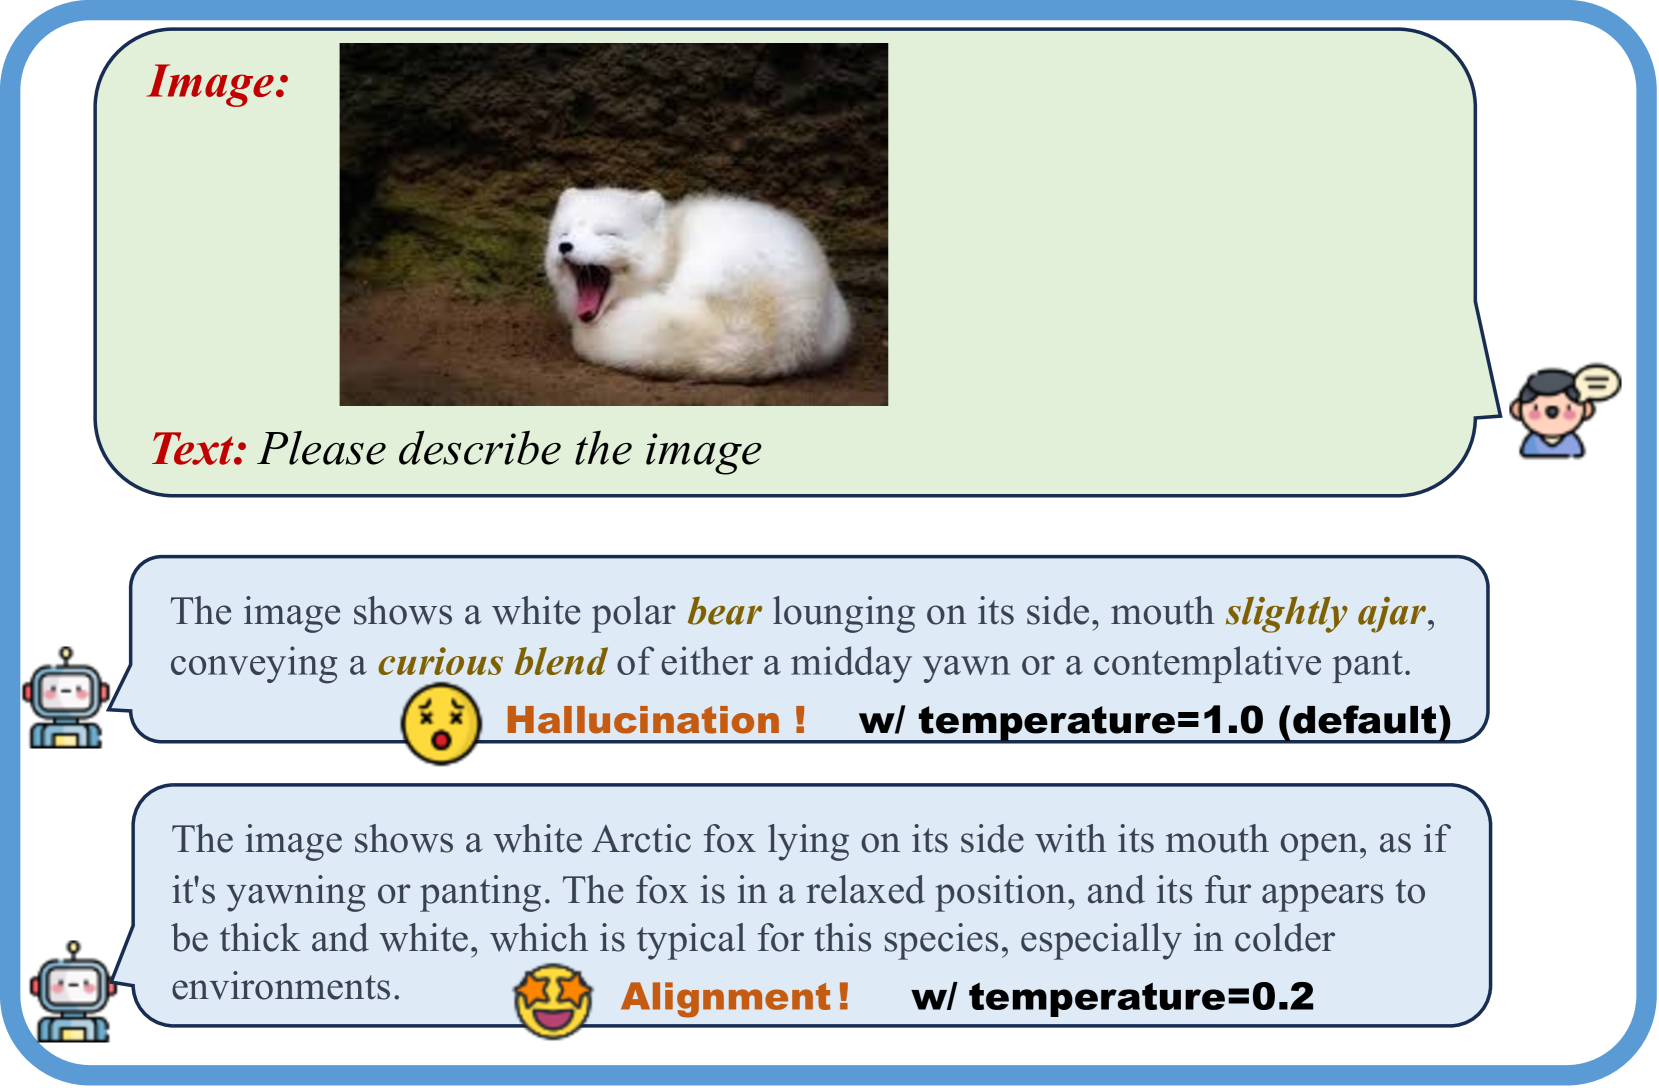 Image:
Text: Please describe the image
The image shows a white polar bear lounging on its side, mouth slightly ajar,
conveying a curious blend of either a midday yawn or a contemplative pant.
Hallucination ! w/ temperature=1.0 (default)
The image shows a white Arctic fox lying on its side with its mouth open, as if
it's yawning or panting. The fox is in a relaxed position, and its fur appears to
be thick and white, which is typical for this species, especially in colder
environments.
Alignment! w/ temperature=0.2